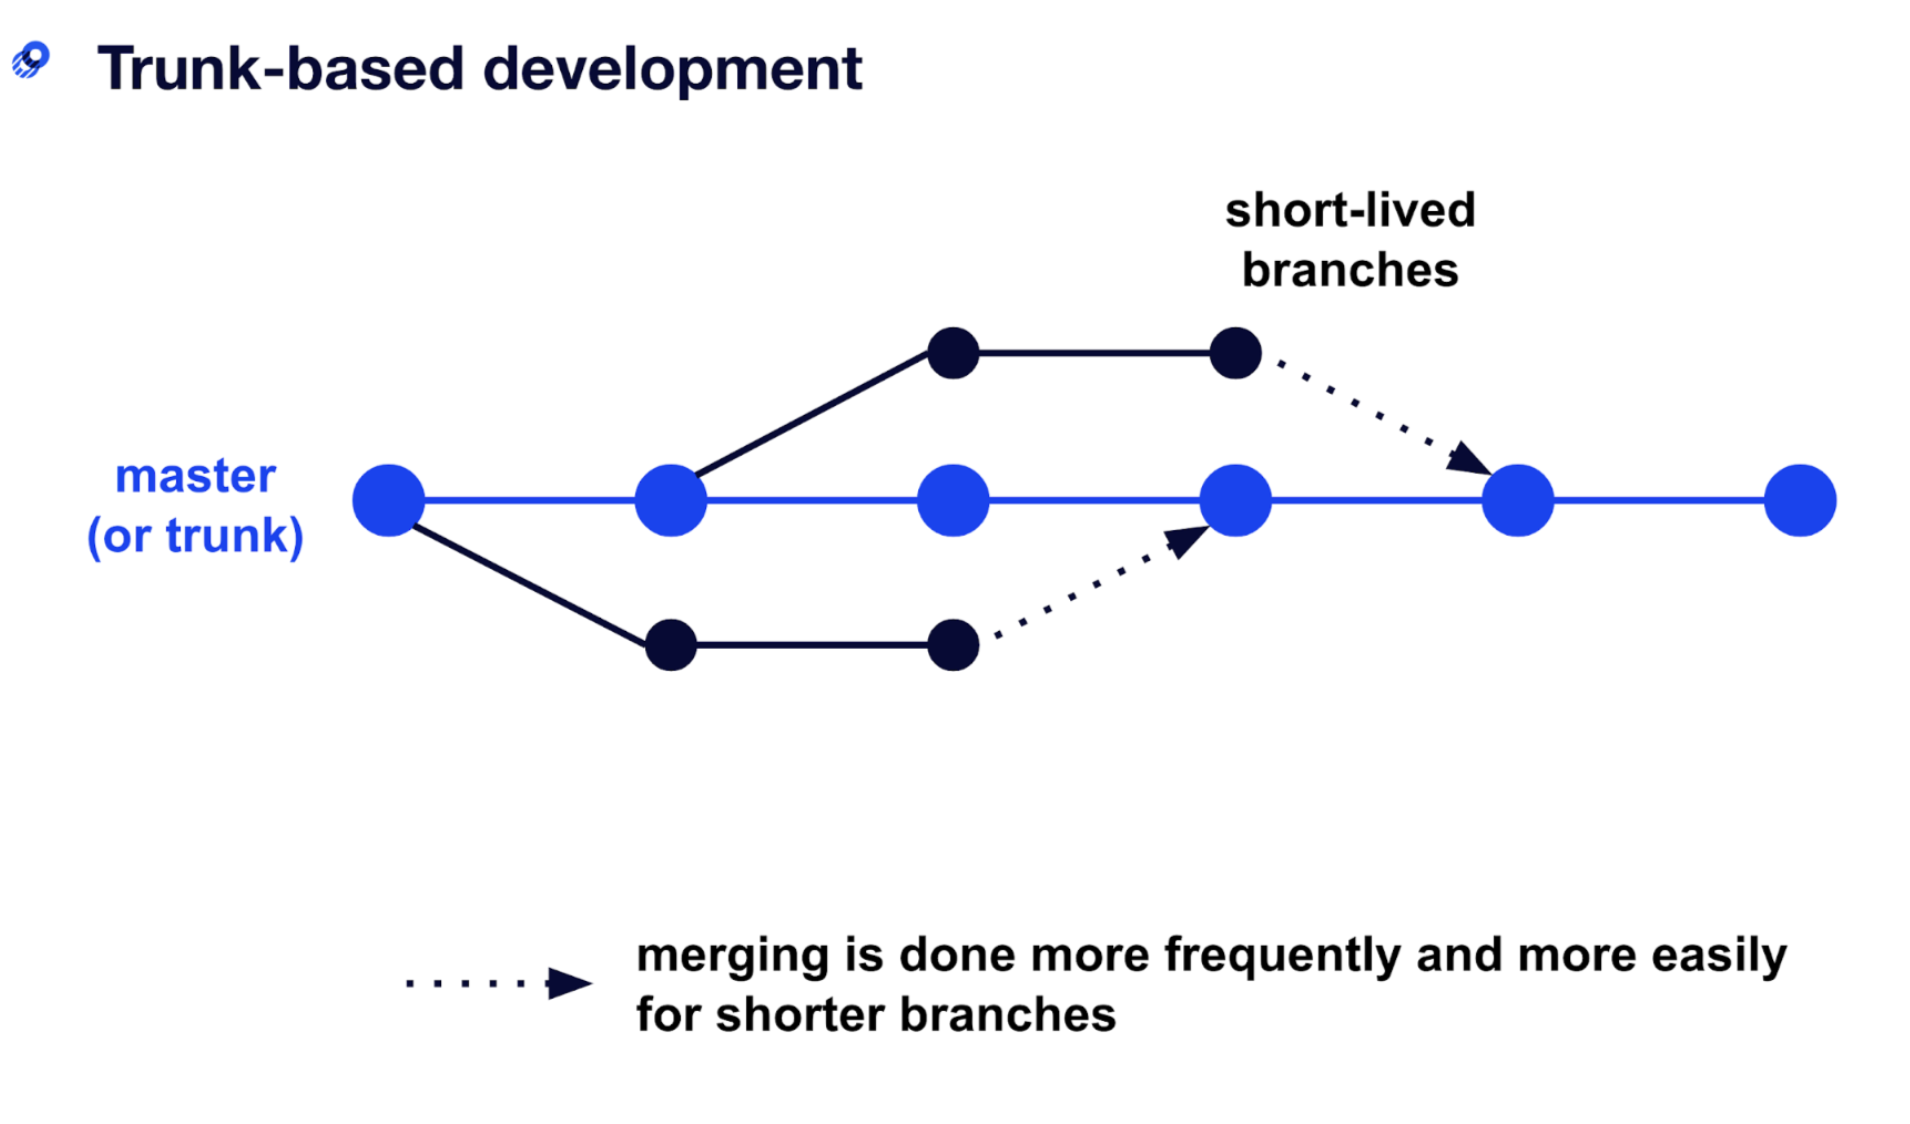 Trunk-based development
short-lived
branches
master
(or trunk)
merging is done more frequently and more easily
for shorter branches